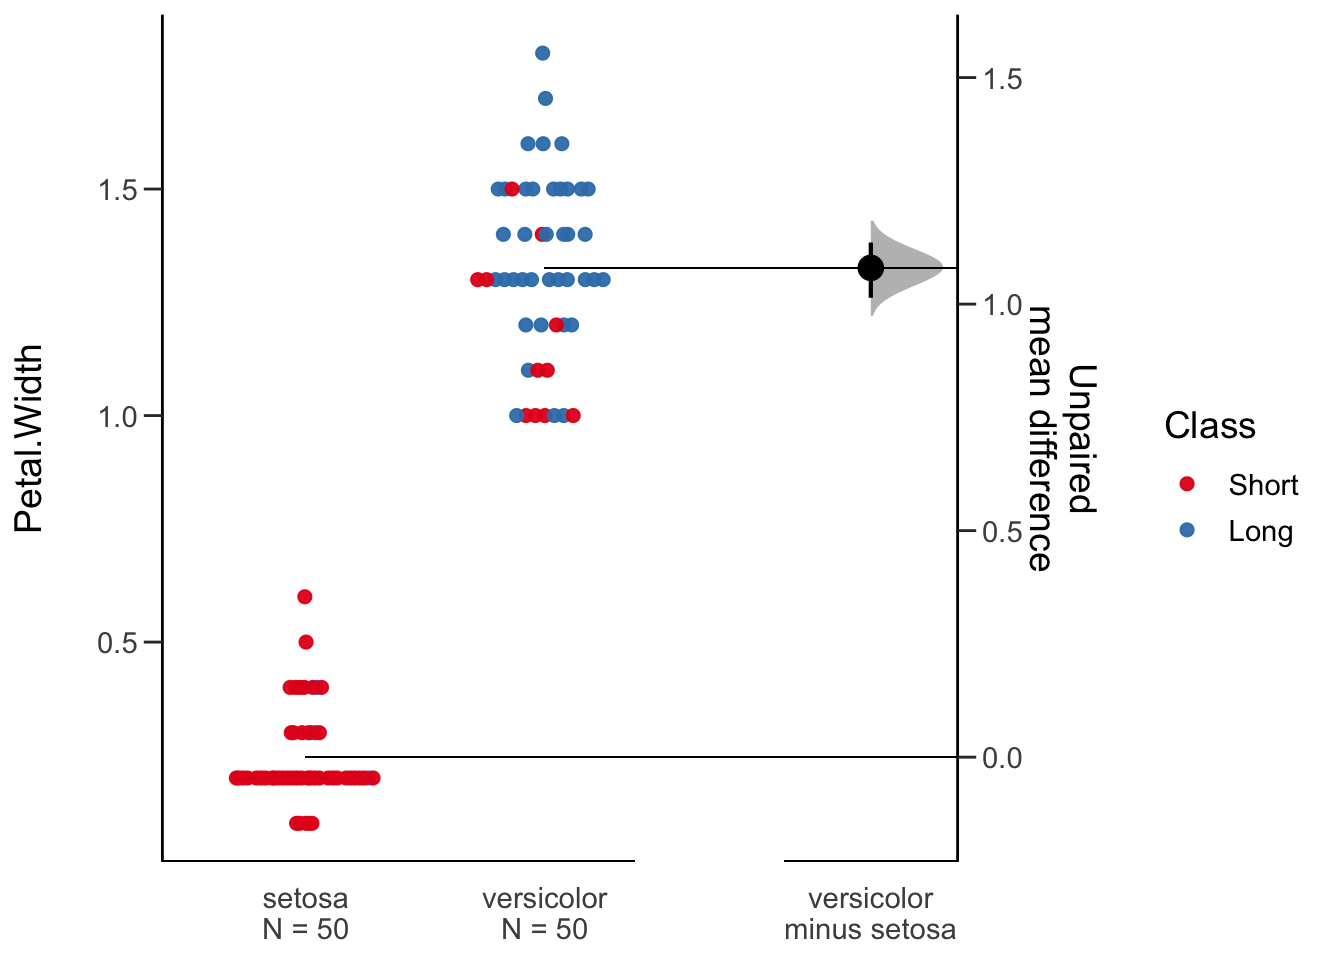 Petal.Width
1.5
1.0
0.5
setosa
N = 50
versicolor
N = 50
versicolor
minus setosa
1.5
1.0
0.5
0.0
Unpaired
mean difference
Class
Short
Long